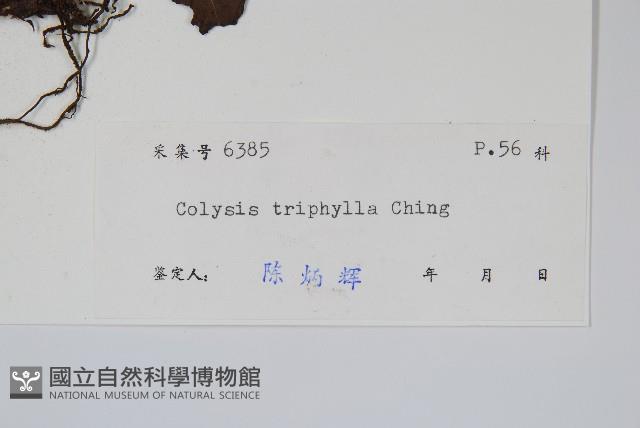 采集号 6385 P.56 科
Colysis triphylla Ching
鉴定人: 陈炳辉 年 月 日
國立自然科學博物館
NATIONAL MUSEUM OF NATURAL SCIENCE